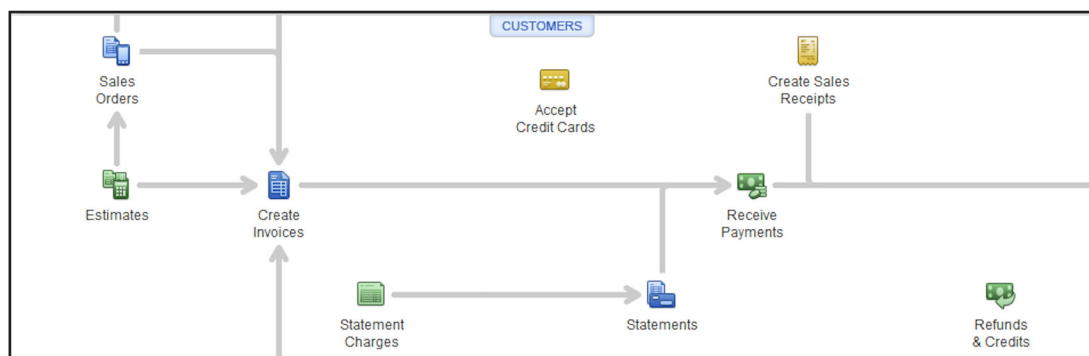 CUSTOMERS
Sales
Orders
Accept
Credit Cards
Create Sales
Receipts
Estimates
Create
Invoices
Receive
Payments
Statement
Charges
Statements
Refunds
& Credits